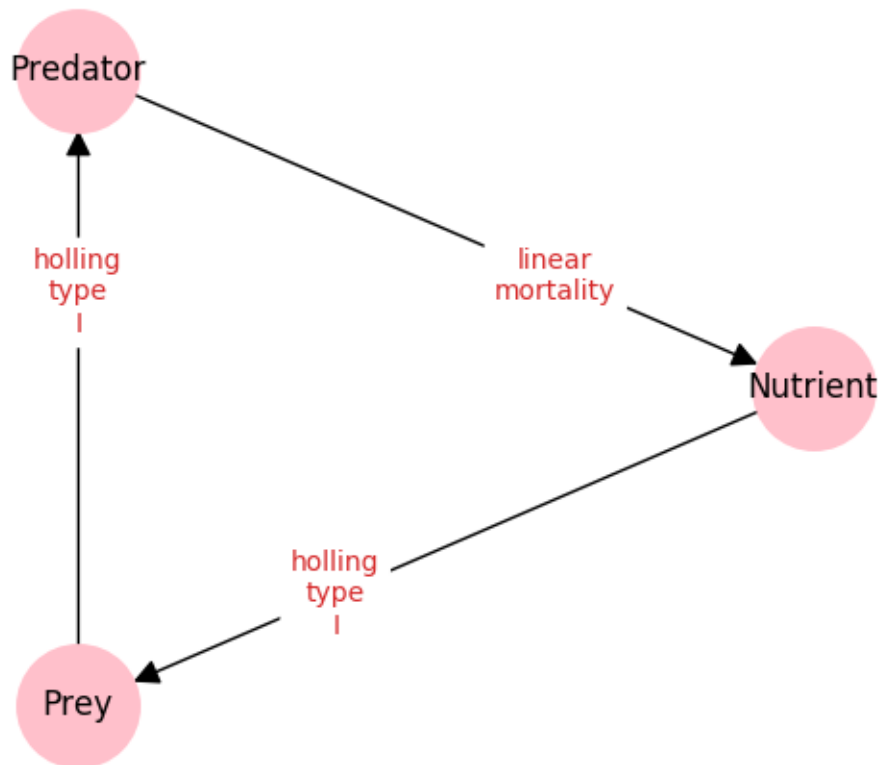 Predator
holling
type
I
linear
mortality
Nutrient
holling
type
I
Prey